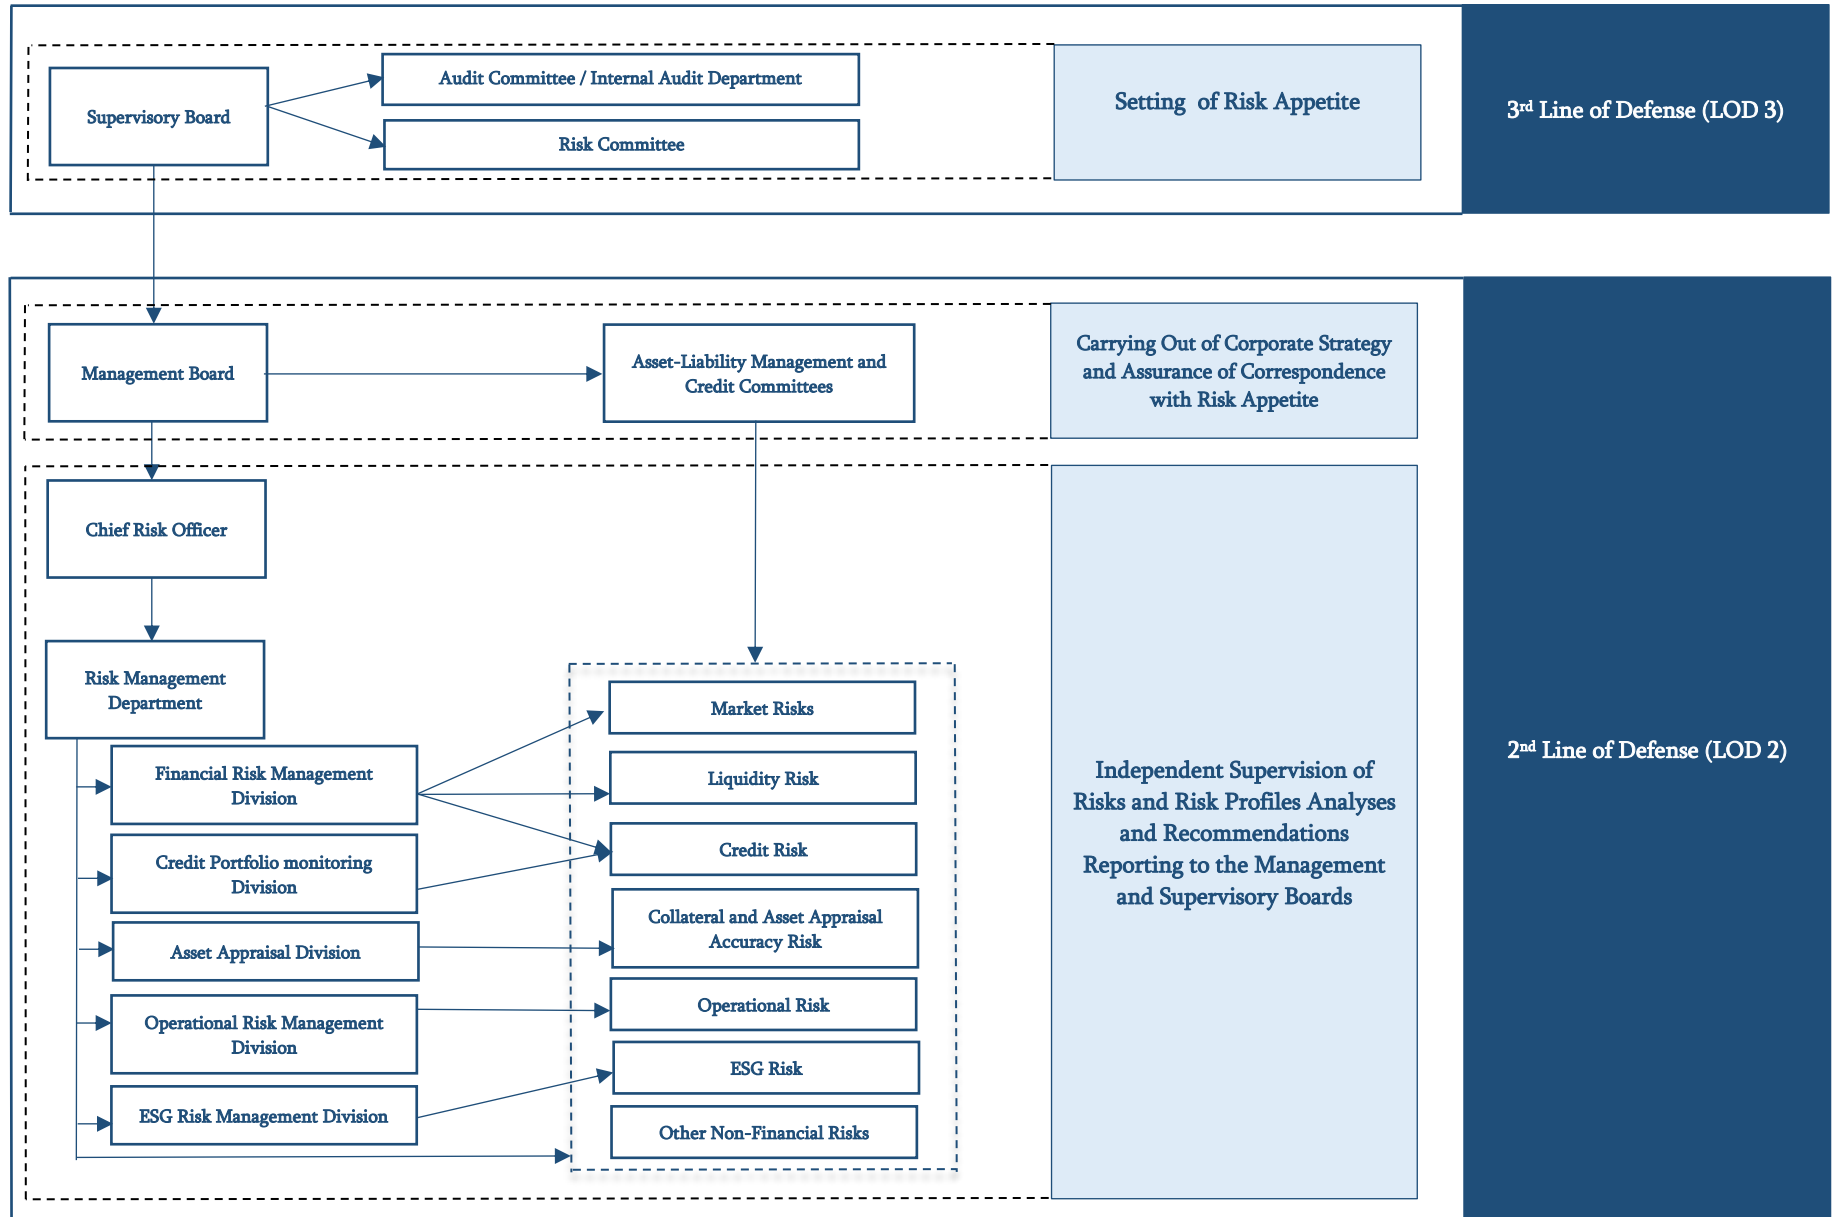 Supervisory Board
Audit Committee / Internal Audit Department
Risk Committee
Setting of Risk Appetite
3rd Line of Defense (LOD 3)
Management Board
Asset-Liability Management and
Credit Committees
Carrying Out of Corporate Strategy
and Assurance of Correspondence
with Risk Appetite
Chief Risk Officer
Risk Management
Department
Financial Risk Management
Division
Credit Portfolio monitoring
Division
Asset Appraisal Division
Operational Risk Management
Division
ESG Risk Management Division
Market Risks
Liquidity Risk
Credit Risk
Collateral and Asset Appraisal
Accuracy Risk
Operational Risk
ESG Risk
Other Non-Financial Risks
Independent Supervision of
Risks and Risk Profiles Analyses
and Recommendations
Reporting to the Management
and Supervisory Boards
2nd Line of Defense (LOD 2)